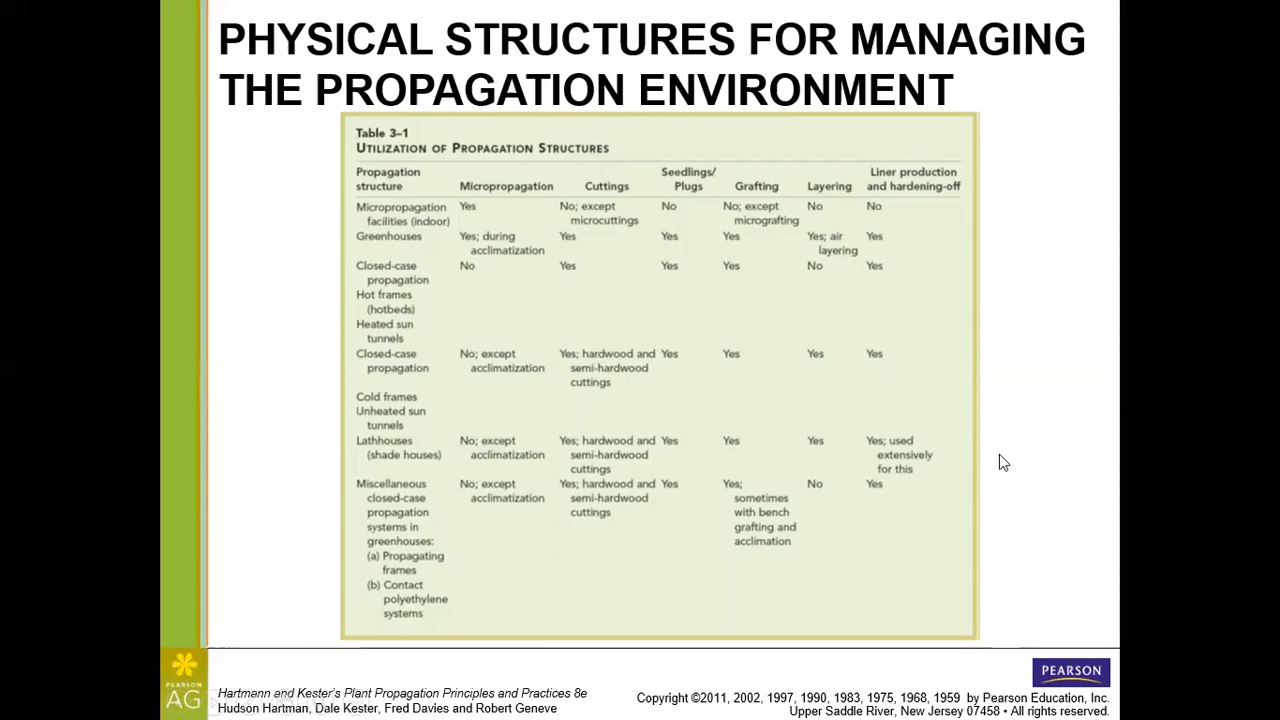 PHYSICAL STRUCTURES FOR MANAGING
THE PROPAGATION ENVIRONMENT
Table 3–1
UTILIZATION OF PROPAGATION STRUCTURES
Propagation structure Micropropagation Cuttings Seedlings/ Plugs Grafting Layering Liner production and hardening-off
Micropropagation Yes No; except No No; except No No
facilities (indoor) microcuttings micrografting
Greenhouses Yes; during Yes Yes Yes Yes; air Yes
acclimatization layering
Closed-case No Yes Yes Yes No Yes
propagation
Hot frames
(hotbeds)
Heated sun
tunnels
Closed-case No; except Yes; hardwood and Yes Yes Yes Yes
propagation acclimatization semi-hardwood
cuttings
Cold frames
Unheated sun
tunnels
Lathhouses No; except Yes; hardwood and Yes Yes Yes Yes; used
(shade houses) acclimatization semi-hardwood extensively
cuttings for this
Miscellaneous No; except Yes; hardwood and Yes Yes; No Yes
closed-case acclimatization semi-hardwood sometimes
propagation cuttings with bench
systems in grafting and
greenhouses: acclimation
(a) Propagating
frames
(b) Contact
polyethylene
systems
PEARSON
AG
Hartmann and Kester's Plant Propagation Principles and Practices 8e
Hudson Hartman, Dale Kester, Fred Davies and Robert Geneve
PEARSON
Copyright ©2011, 2002, 1997, 1990, 1983, 1975, 1968, 1959 by Pearson Education, Inc.
Upper Saddle River, New Jersey 07458 • All rights reserved.